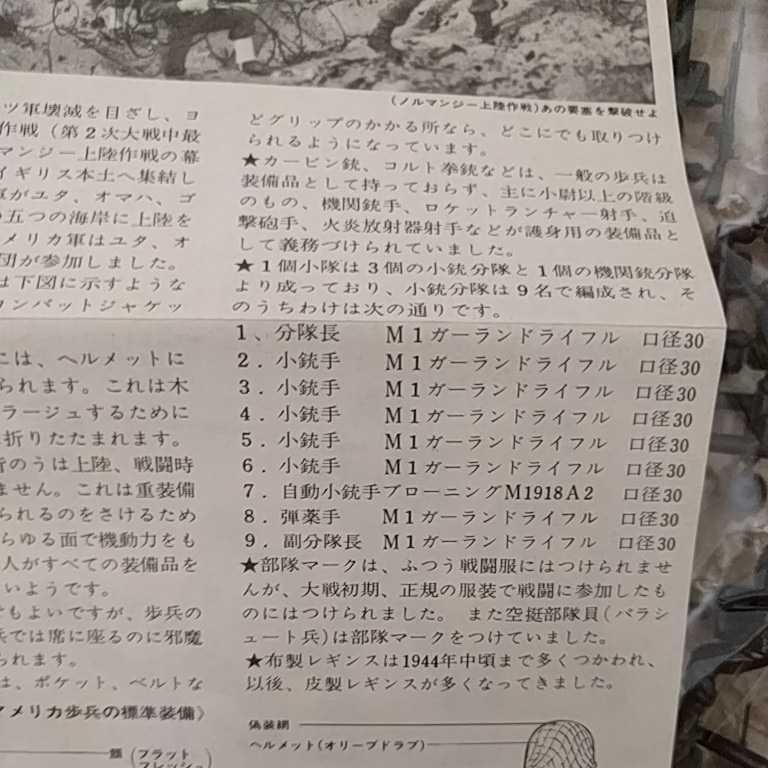 (ノルマンジー上陸作戦)あの要塞を撃破せよ
ツ軍壊滅を目ざし、ヨ
作戦（第2次大戦中最
マンジー上陸作戦の幕
イギリス本土へ集結し
軍がユタ、オマハ、ゴ
の五つの海岸に上陸を
メリカ軍はユタ、オ
団が参加しました。
は下図に示すような
コンバットジャケッ
には、ヘルメットに
られます。これは木
ラージュするために
折りたたまれます。
のうは上陸、戦闘時
ません。これは重装備
られるのをさけるため
らゆる面で機動力をも
人がすべての装備品を
いようです。
もよいですが、歩兵の
兵では席に座るのに邪魔
られます。
は、ポケット、ベルトな
アメリカ歩兵の標準装備〉
顔（フラット
フレッシュ
どグリップのかかる所なら、どこにでも取りつけ
られるようになっています。
★カービン銃、コルト拳銃などは、一般の歩兵は
装備品として持っておらず、主に小尉以上の階級
のもの、機関銃手、ロケットランチャー射手、迫
撃砲手、火炎放射器射手などが護身用の装備品と
して義務づけられていました。
★1個小隊は3個の小銃分隊と1個の機関銃分隊
より成っており、小銃分隊は9名で編成され、そ
のうちわけは次の通りです。
1、分隊長 M1ガーランドライフル 口径30
2．小銃手 M1ガーランドライフル 口径30
3．小銃手 M1ガーランドライフル 口径30
4．小銃手 M1ガーランドライフル 口径30
5．小銃手 M1ガーランドライフル 口径30
6．小銃手 M1ガーランドライフル 口径30
7．自動小銃手ブローニングM1918A2 口径30
8．弾薬手 M1ガーランドライフル 口径30
9．副分隊長 M1ガーランドライフル 口径30
★部隊マークは、ふつう戦闘服にはつけられませ
んが、大戦初期、正規の服装で戦闘に参加したも
のにはつけられました。また空挺部隊員(パラシ
ュート兵)は部隊マークをつけていました。
★布製レギンスは1944年中頃まで多くつかわれ、
以後、皮製レギンスが多くなってきました。
偽装網
ヘルメット(オリーブドラブ)